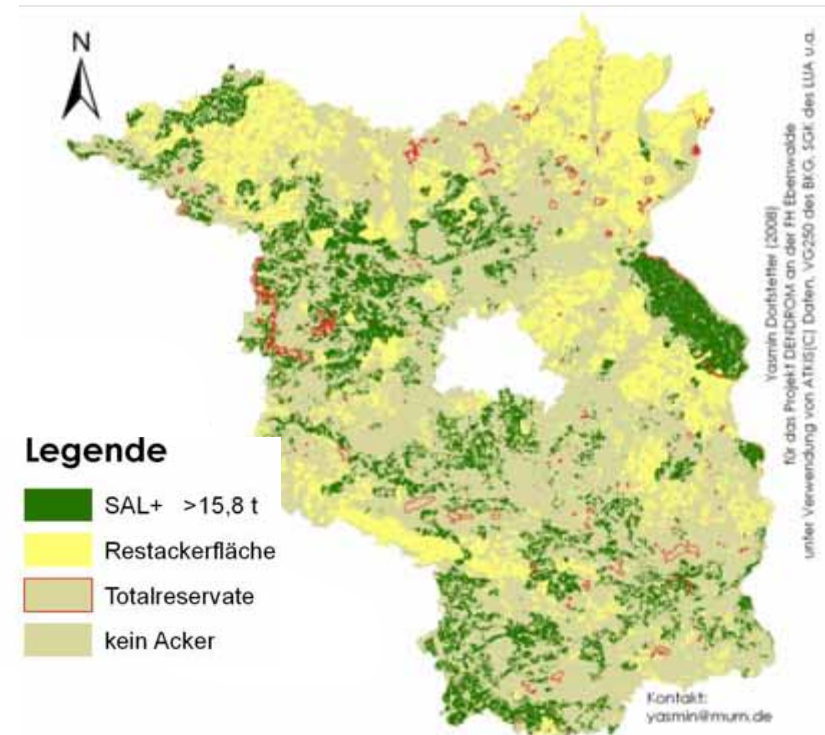 N
Legende
SAL+ >15,8 t
Restackerfläche
Totalreservate
kein Acker
Yasmin Dorfstetter (2008)
für das Projekt DENDROM an der FH Eberswalde
unter Verwendung von ATKIS(C) Daten, VG250 des BKG, SGK des LUA u.a.
Kontakt:
yasmin@murn.de